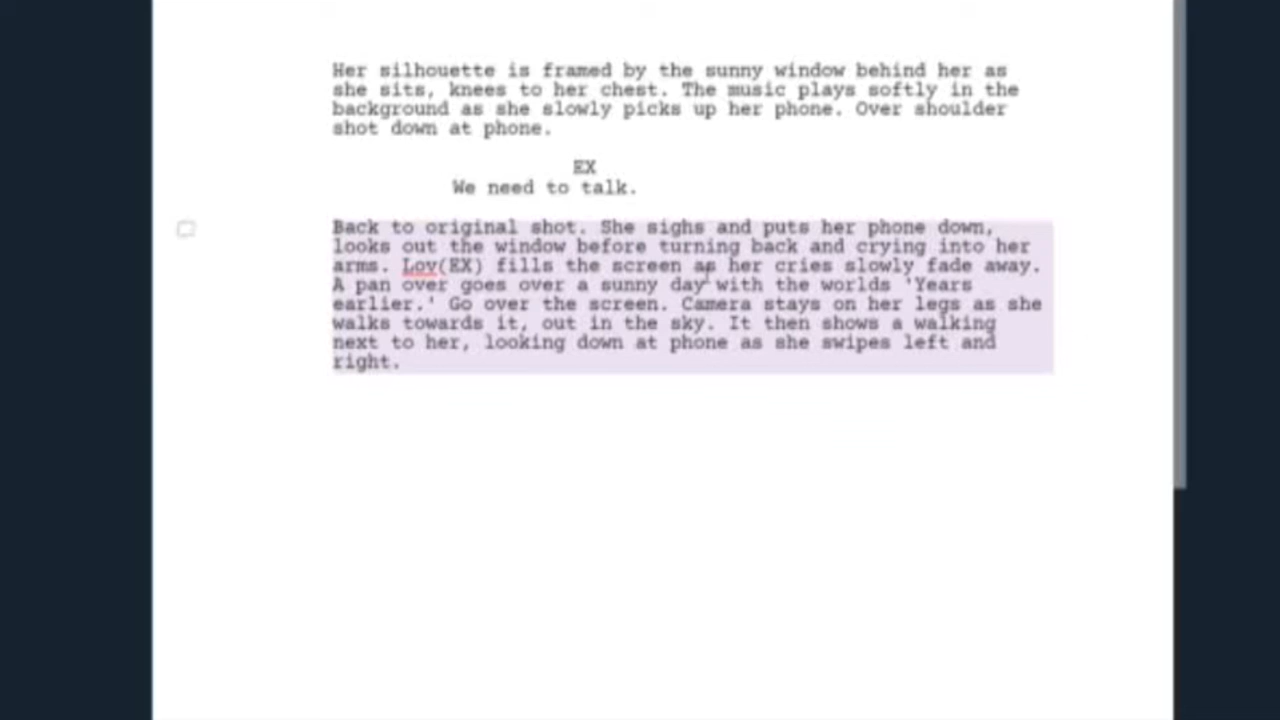 Her silhouette is framed by the sunny window behind her as
she sits, knees to her chest. The music plays softly in the
background as she slowly picks up her phone. Over shoulder
shot down at phone.
EX
We need to talk.
Back to original shot. She sighs and puts her phone down,
looks out the window before turning back and crying into her
arms. Lov(EX) fills the screen as her cries slowly fade away.
A pan over goes over a sunny day with the worlds 'Years
earlier.' Go over the screen. Camera stays on her legs as she
walks towards it, out in the sky. It then shows a walking
next to her, looking down at phone as she swipes left and
right.